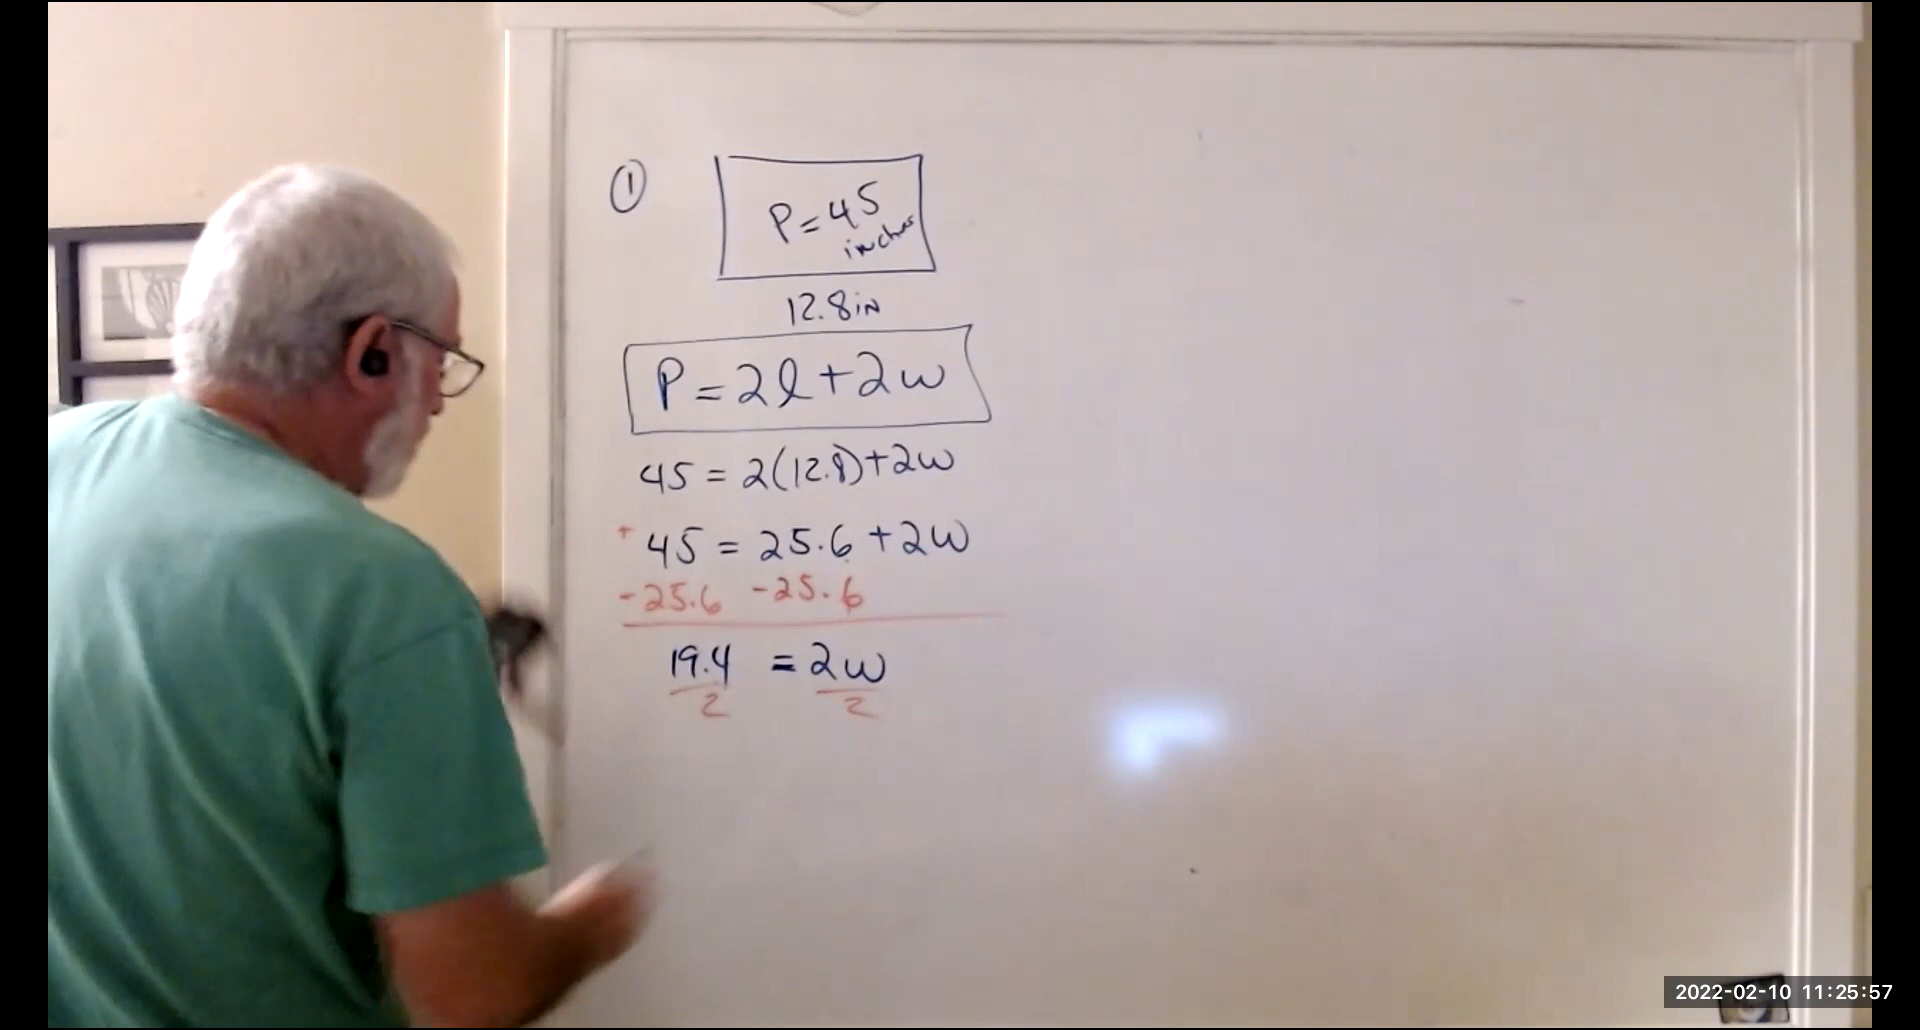 ①
P=45
inches
12.8in
P=2l+2w
45=2(12.8)+2w
+
45=25.6+2w
-25.6 -25.6
19.4 =2w
2 2
2022-02-10 11:25:57